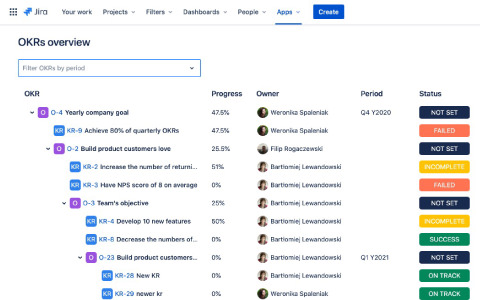 Jira Your work Projects Filters Dashboards People Apps Create
OKRs overview
Filter OKRs by period
OKR Progress Owner Period Status
O O-4 Yearly company goal 47.5% Weronika Spaleniak Q4 Y2020 NOT SET
KR KR-9 Achieve 80% of quarterly OKRs 47.5% Weronika Spaleniak FAILED
O O-2 Build product customers love 25.5% Filip Rogaczewski NOT SET
KR KR-2 Increase the number of returni... 51% Bartłomiej Lewandowski INCOMPLETE
KR KR-3 Have NPS score of 8 on average 0% Bartłomiej Lewandowski FAILED
O O-3 Team's objective 25% Bartłomiej Lewandowski NOT SET
KR KR-4 Develop 10 new features 50% Bartłomiej Lewandowski INCOMPLETE
KR Decrease the numbers of... 0% Bartłomiej Lewandowski SUCCESS
O O-23 Build product customers... 0% Bartłomiej Lewandowski Q1 Y2021 NOT SET
KR KR-28 New KR 0% Bartłomiej Lewandowski ON TRACK
KR KR-29 newer kr 0% Bartłomiej Lewandowski ON TRACK